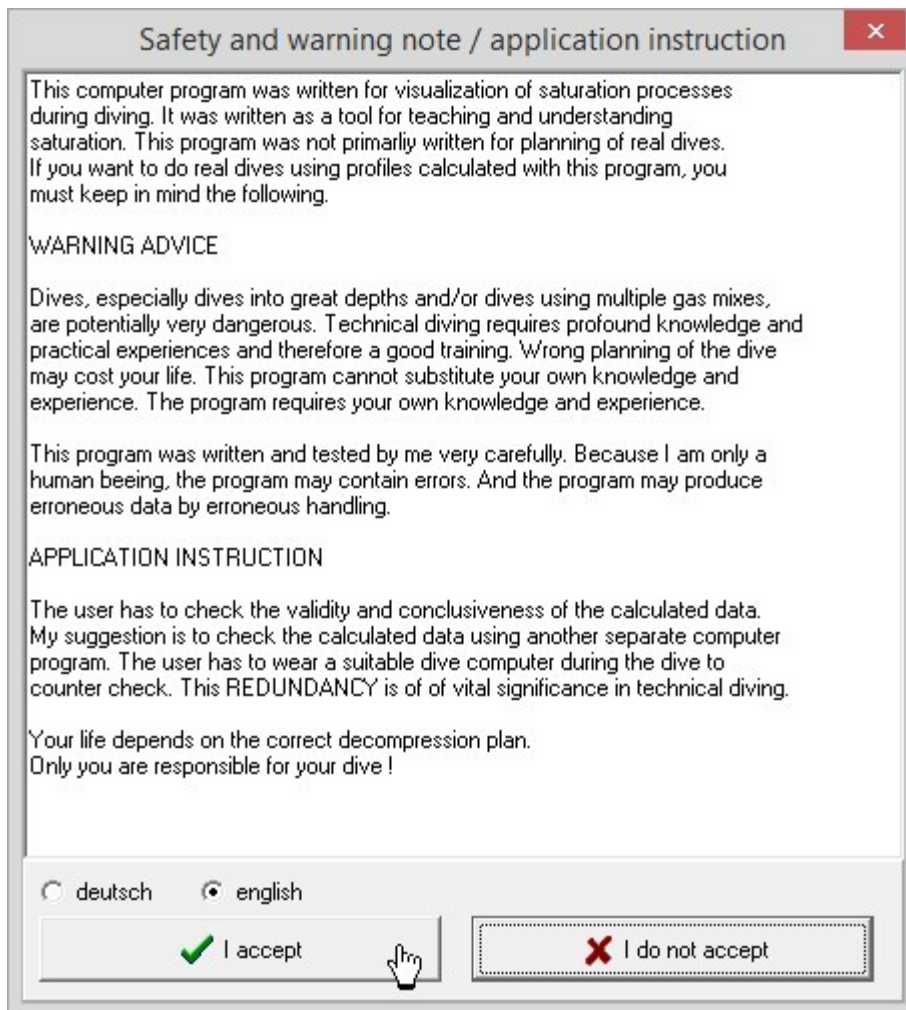 Safety and warning note / application instruction
This computer program was written for visualization of saturation processes
during diving. It was written as a tool for teaching and understanding
saturation. This program was not primarliy written for planning of real dives.
If you want to do real dives using profiles calculated with this program, you
must keep in mind the following.
WARNING ADVICE
Dives, especially dives into great depths and/or dives using multiple gas mixes,
are potentially very dangerous. Technical diving requires profound knowledge and
practical experiences and therefore a good training. Wrong planning of the dive
may cost your life. This program cannot substitute your own knowledge and
experience. The program requires your own knowledge and experience.
This program was written and tested by me very carefully. Because I am only a
human beeing, the program may contain errors. And the program may produce
erroneous data by erroneous handling.
APPLICATION INSTRUCTION
The user has to check the validity and conclusiveness of the calculated data.
My suggestion is to check the calculated data using another separate computer
program. The user has to wear a suitable dive computer during the dive to
counter check. This REDUNDANCY is of of vital significance in technical diving.
Your life depends on the correct decompression plan.
Only you are responsible for your dive !
deutsch english
I accept I do not accept